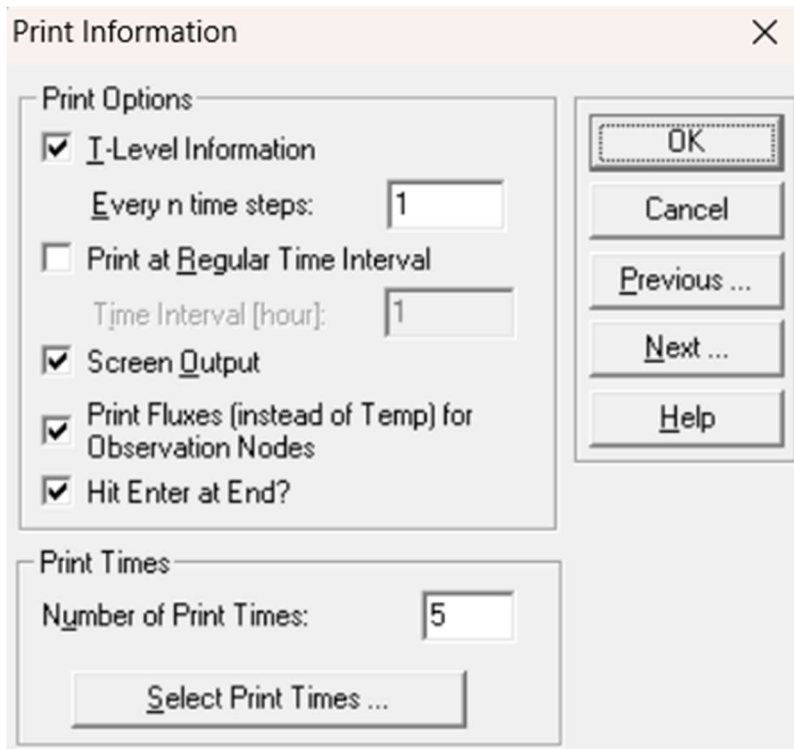 Print Information
Print Options
T-Level Information
Every n time steps: 1
Print at Regular Time Interval
Time Interval [hour]: 1
Screen Output
Print Fluxes (instead of Temp) for
Observation Nodes
Hit Enter at End?
OK
Cancel
Previous ...
Next ...
Help
Print Times
Number of Print Times: 5
Select Print Times ...